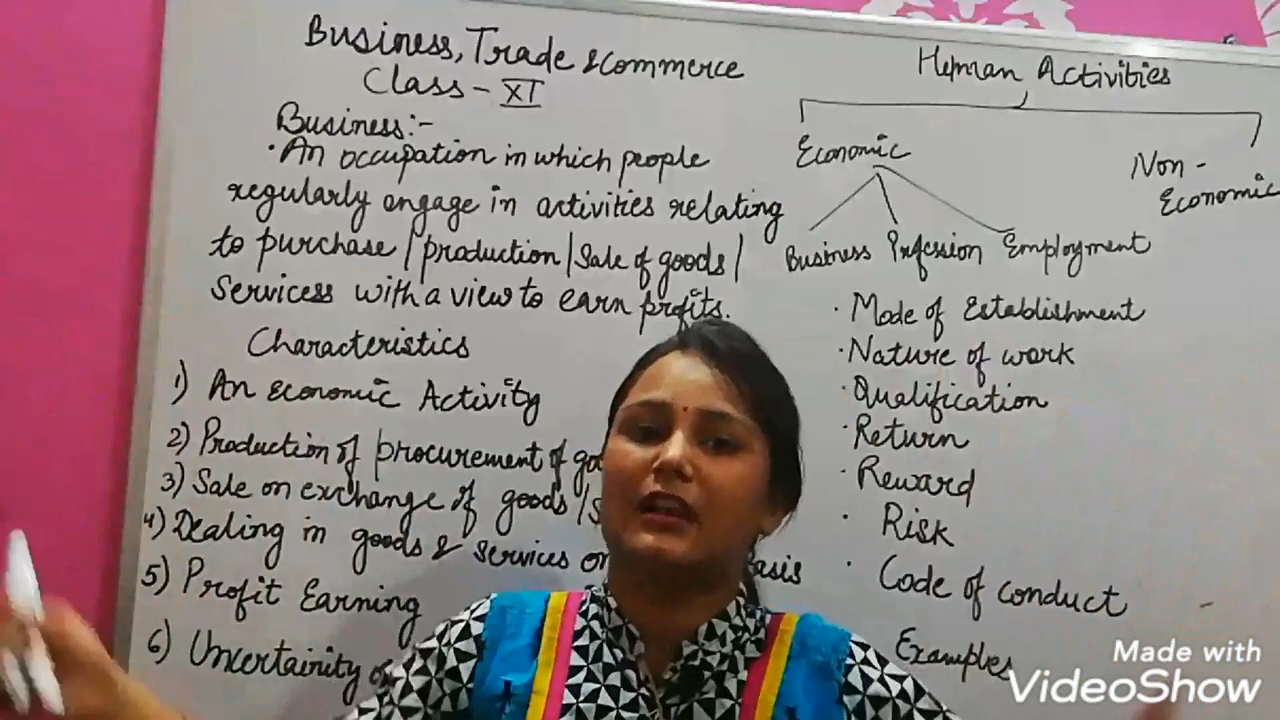 Business, Trade & Commerce
Class - XI
Business:-
· An occupation in which people
regularly engage in activities relating
to purchase / production / Sale of goods /
Servicess with a view to earn profits.
Characteristics
1) An Economic Activity
2) Production of procurement of
3) Sale on exchange of goods /
4) Dealing in goods & services
5) Profit Earning
6) Uncertainity
Human Activities
Economic
Non -
Economic
Business Profession Employment
· Mode of Establishment
· Nature of work
· Qualification
· Return
· Reward
· Risk
· Code of conduct
Examples
Made with
VideoShow